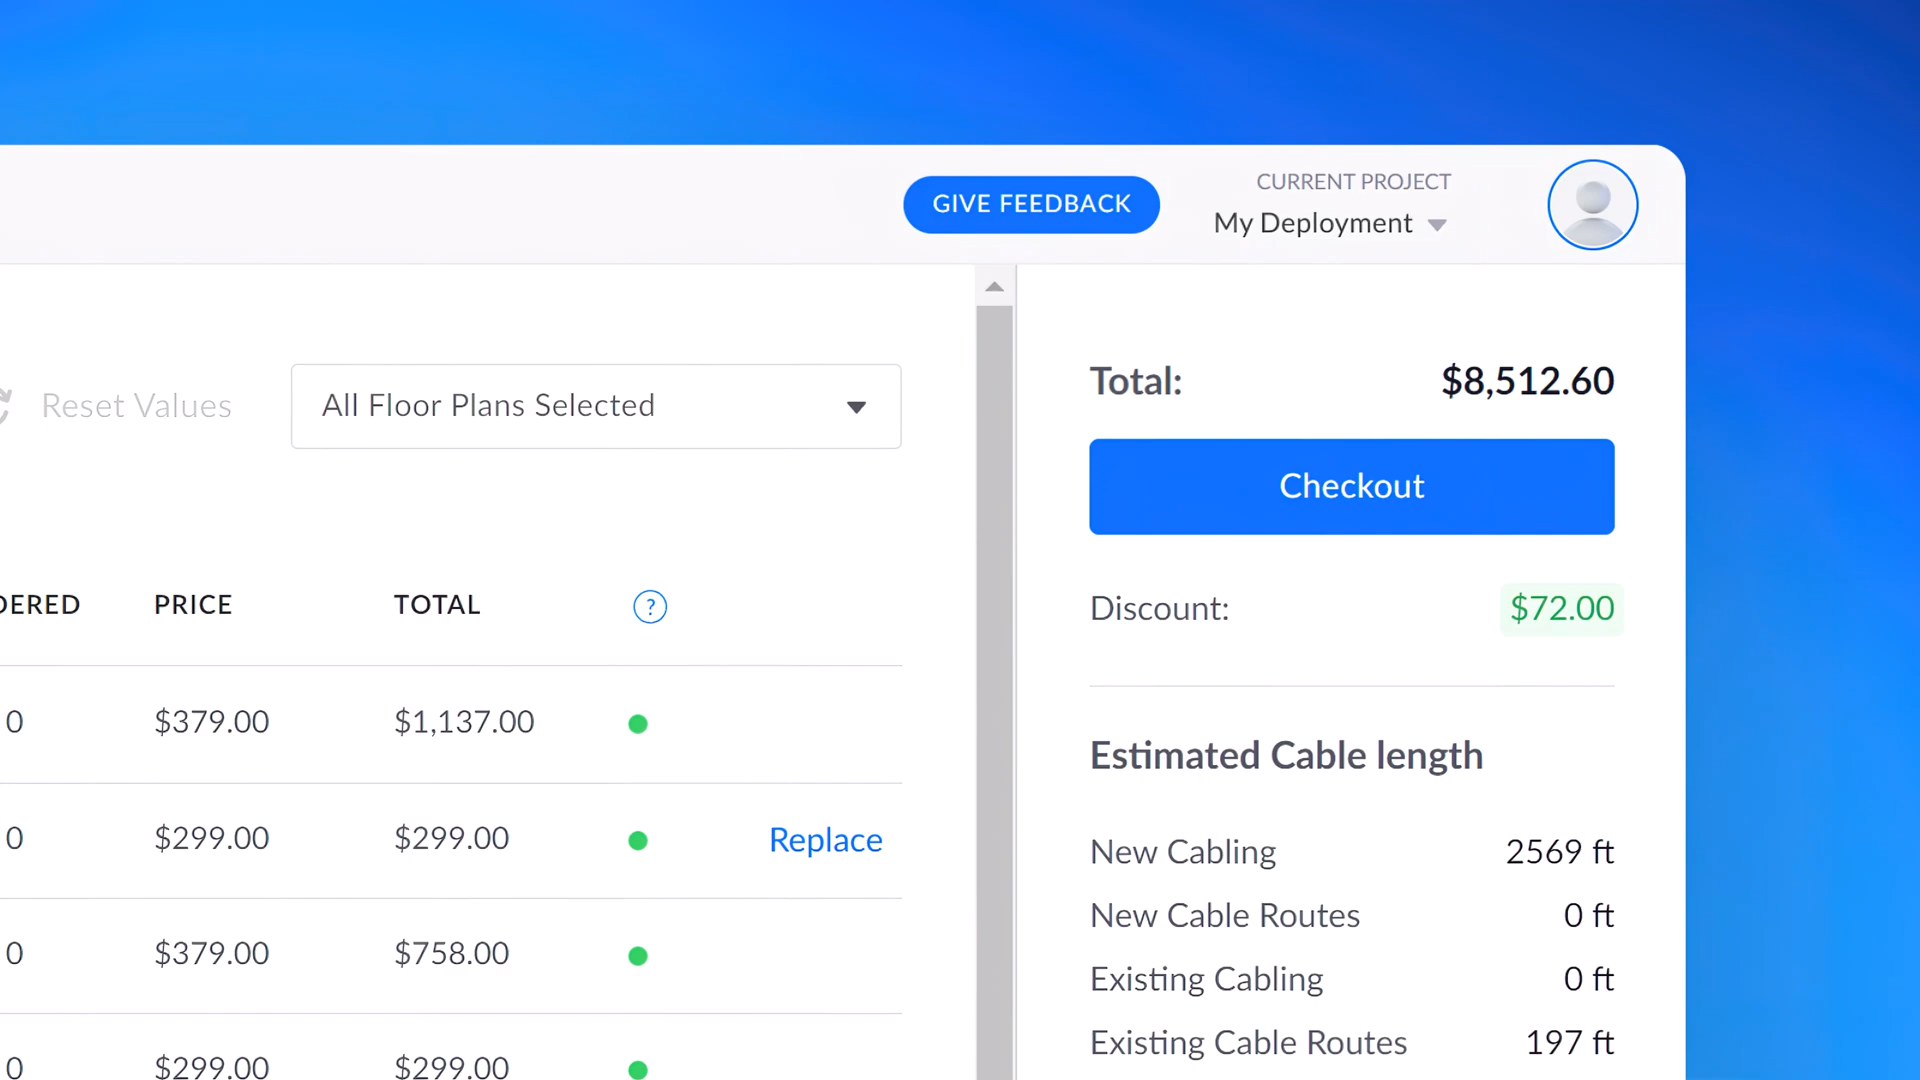 GIVE FEEDBACK
CURRENT PROJECT
My Deployment
Reset Values
All Floor Plans Selected
DERED PRICE TOTAL ?
0 $379.00 $1,137.00
0 $299.00 $299.00 Replace
0 $379.00 $758.00
0 $299.00 $299.00
Total: $8,512.60
Checkout
Discount: $72.00
Estimated Cable length
New Cabling 2569 ft
New Cable Routes 0 ft
Existing Cabling 0 ft
Existing Cable Routes 197 ft